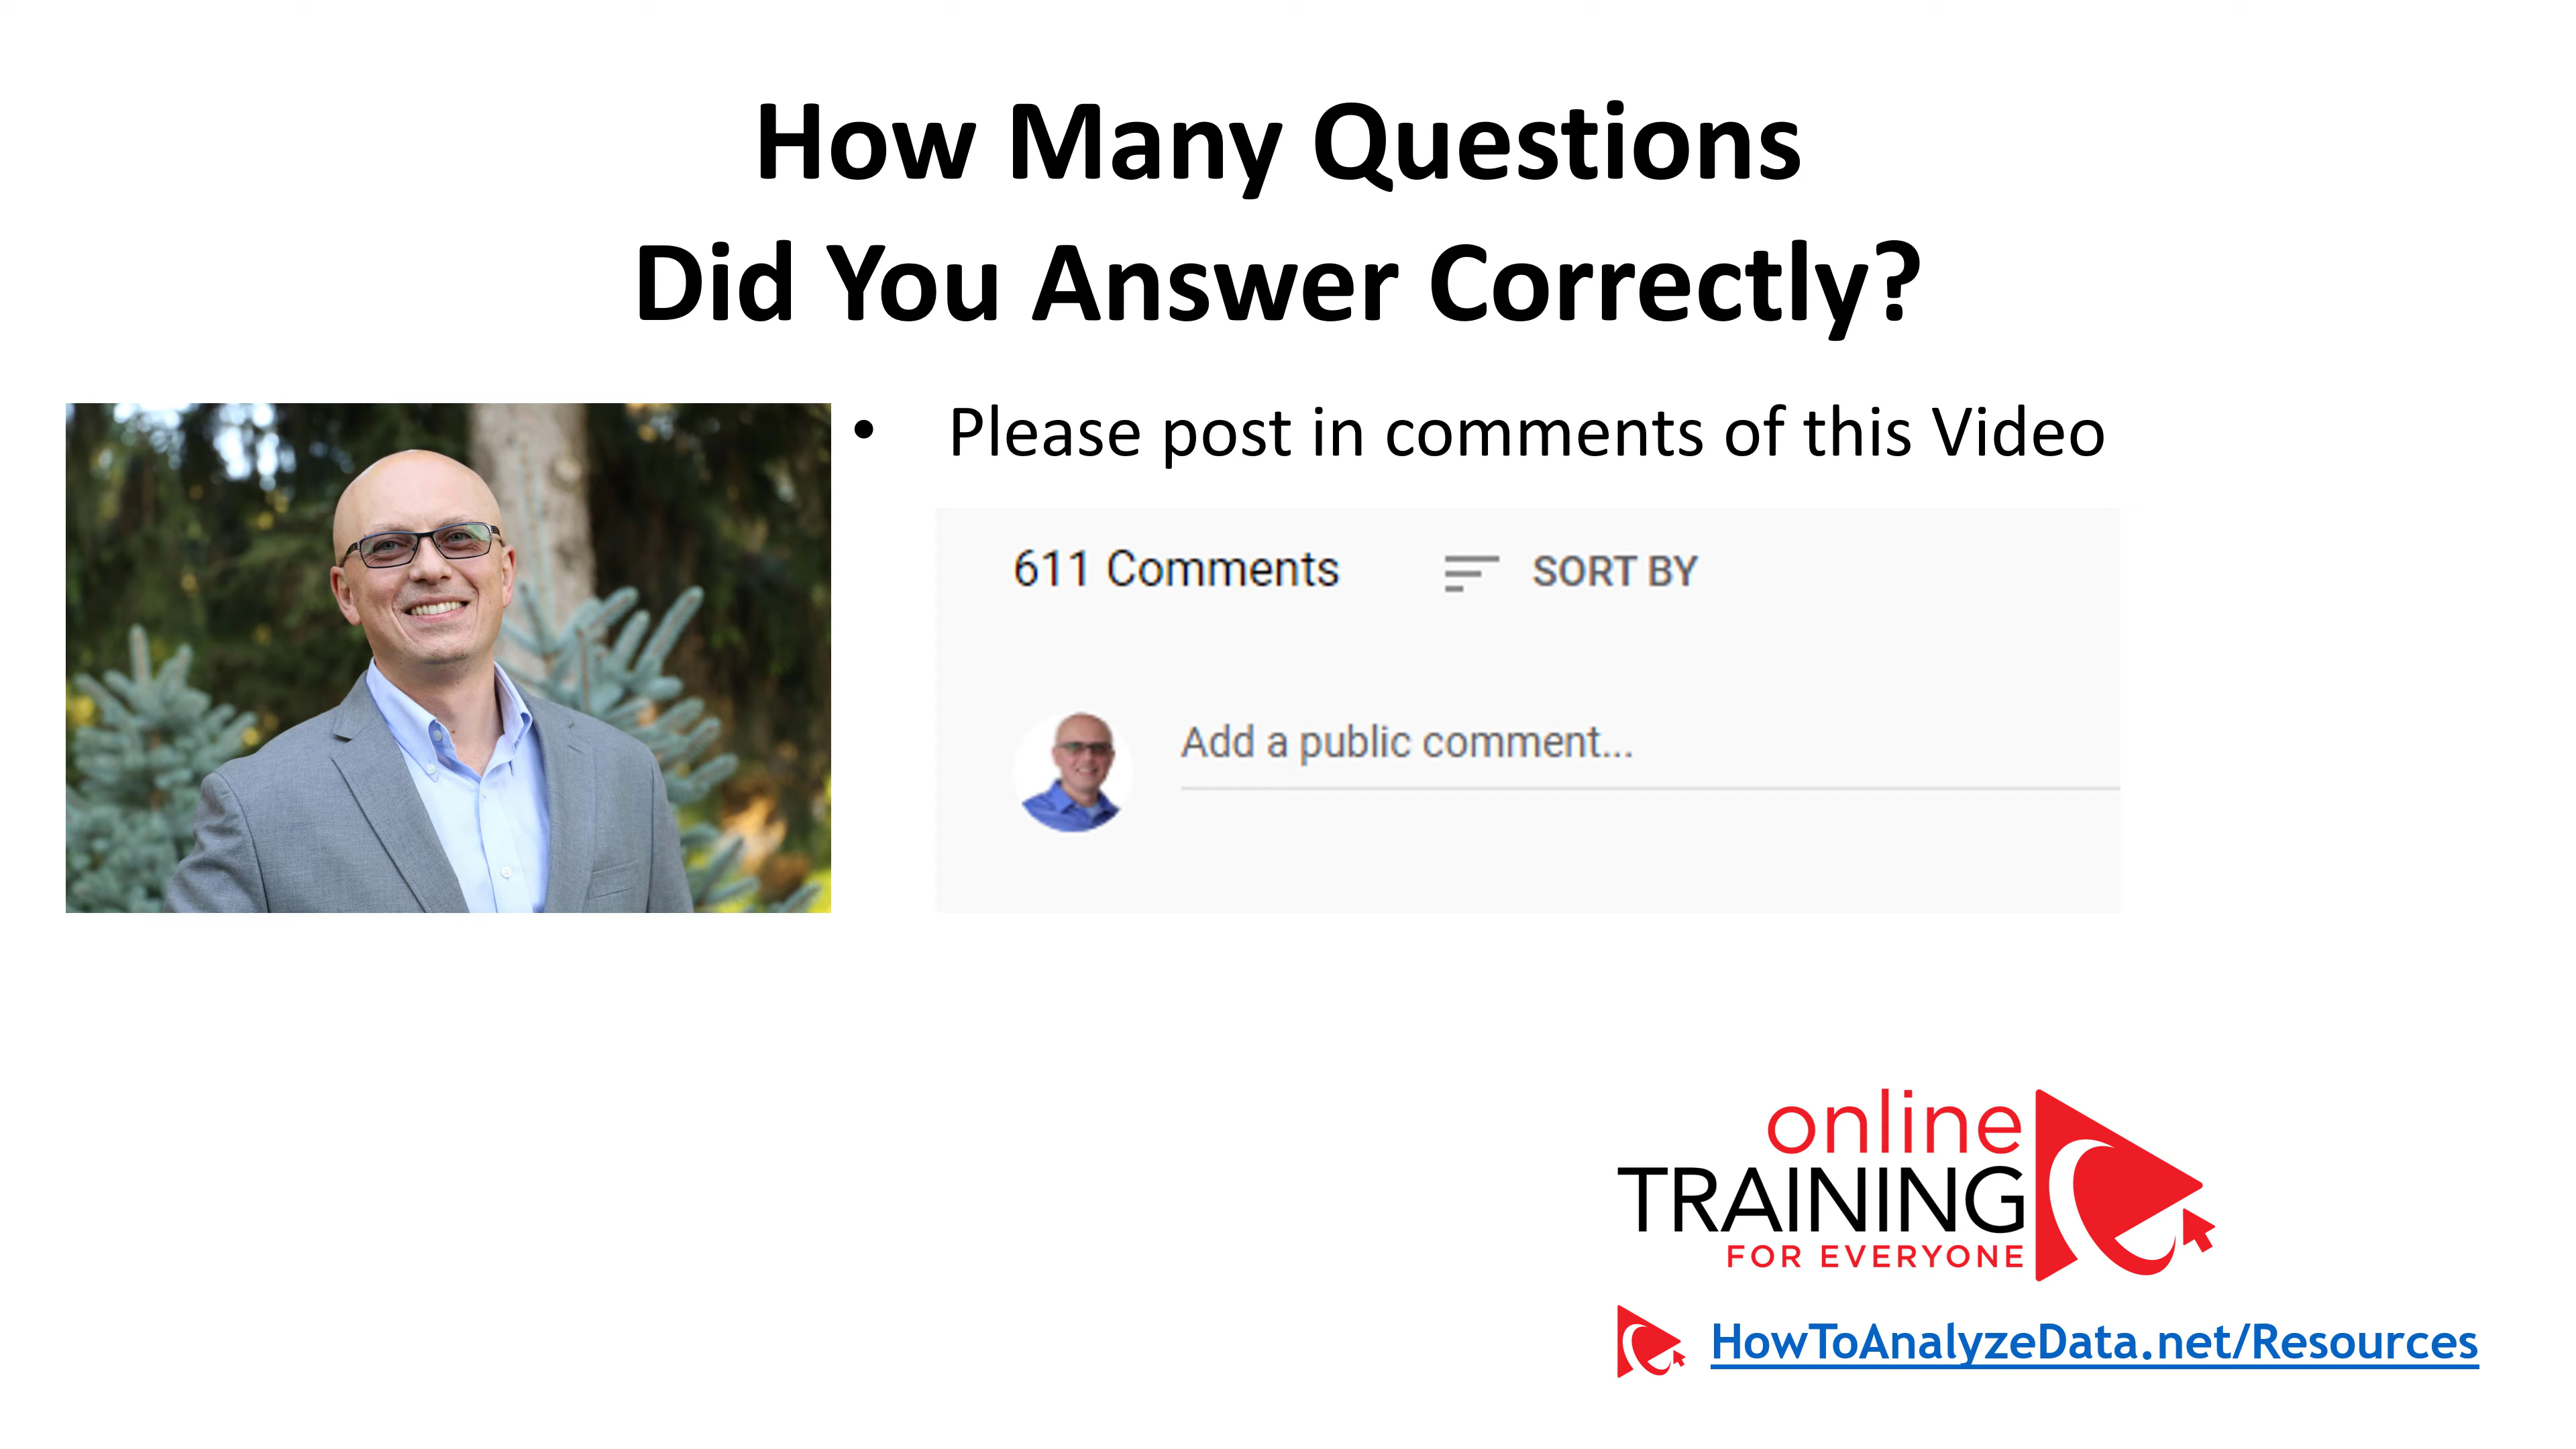 How Many Questions
Did You Answer Correctly?
• Please post in comments of this Video
611 Comments SORT BY
Add a public comment...
online
TRAINING
FOR EVERYONE
HowToAnalyzeData.net/Resources